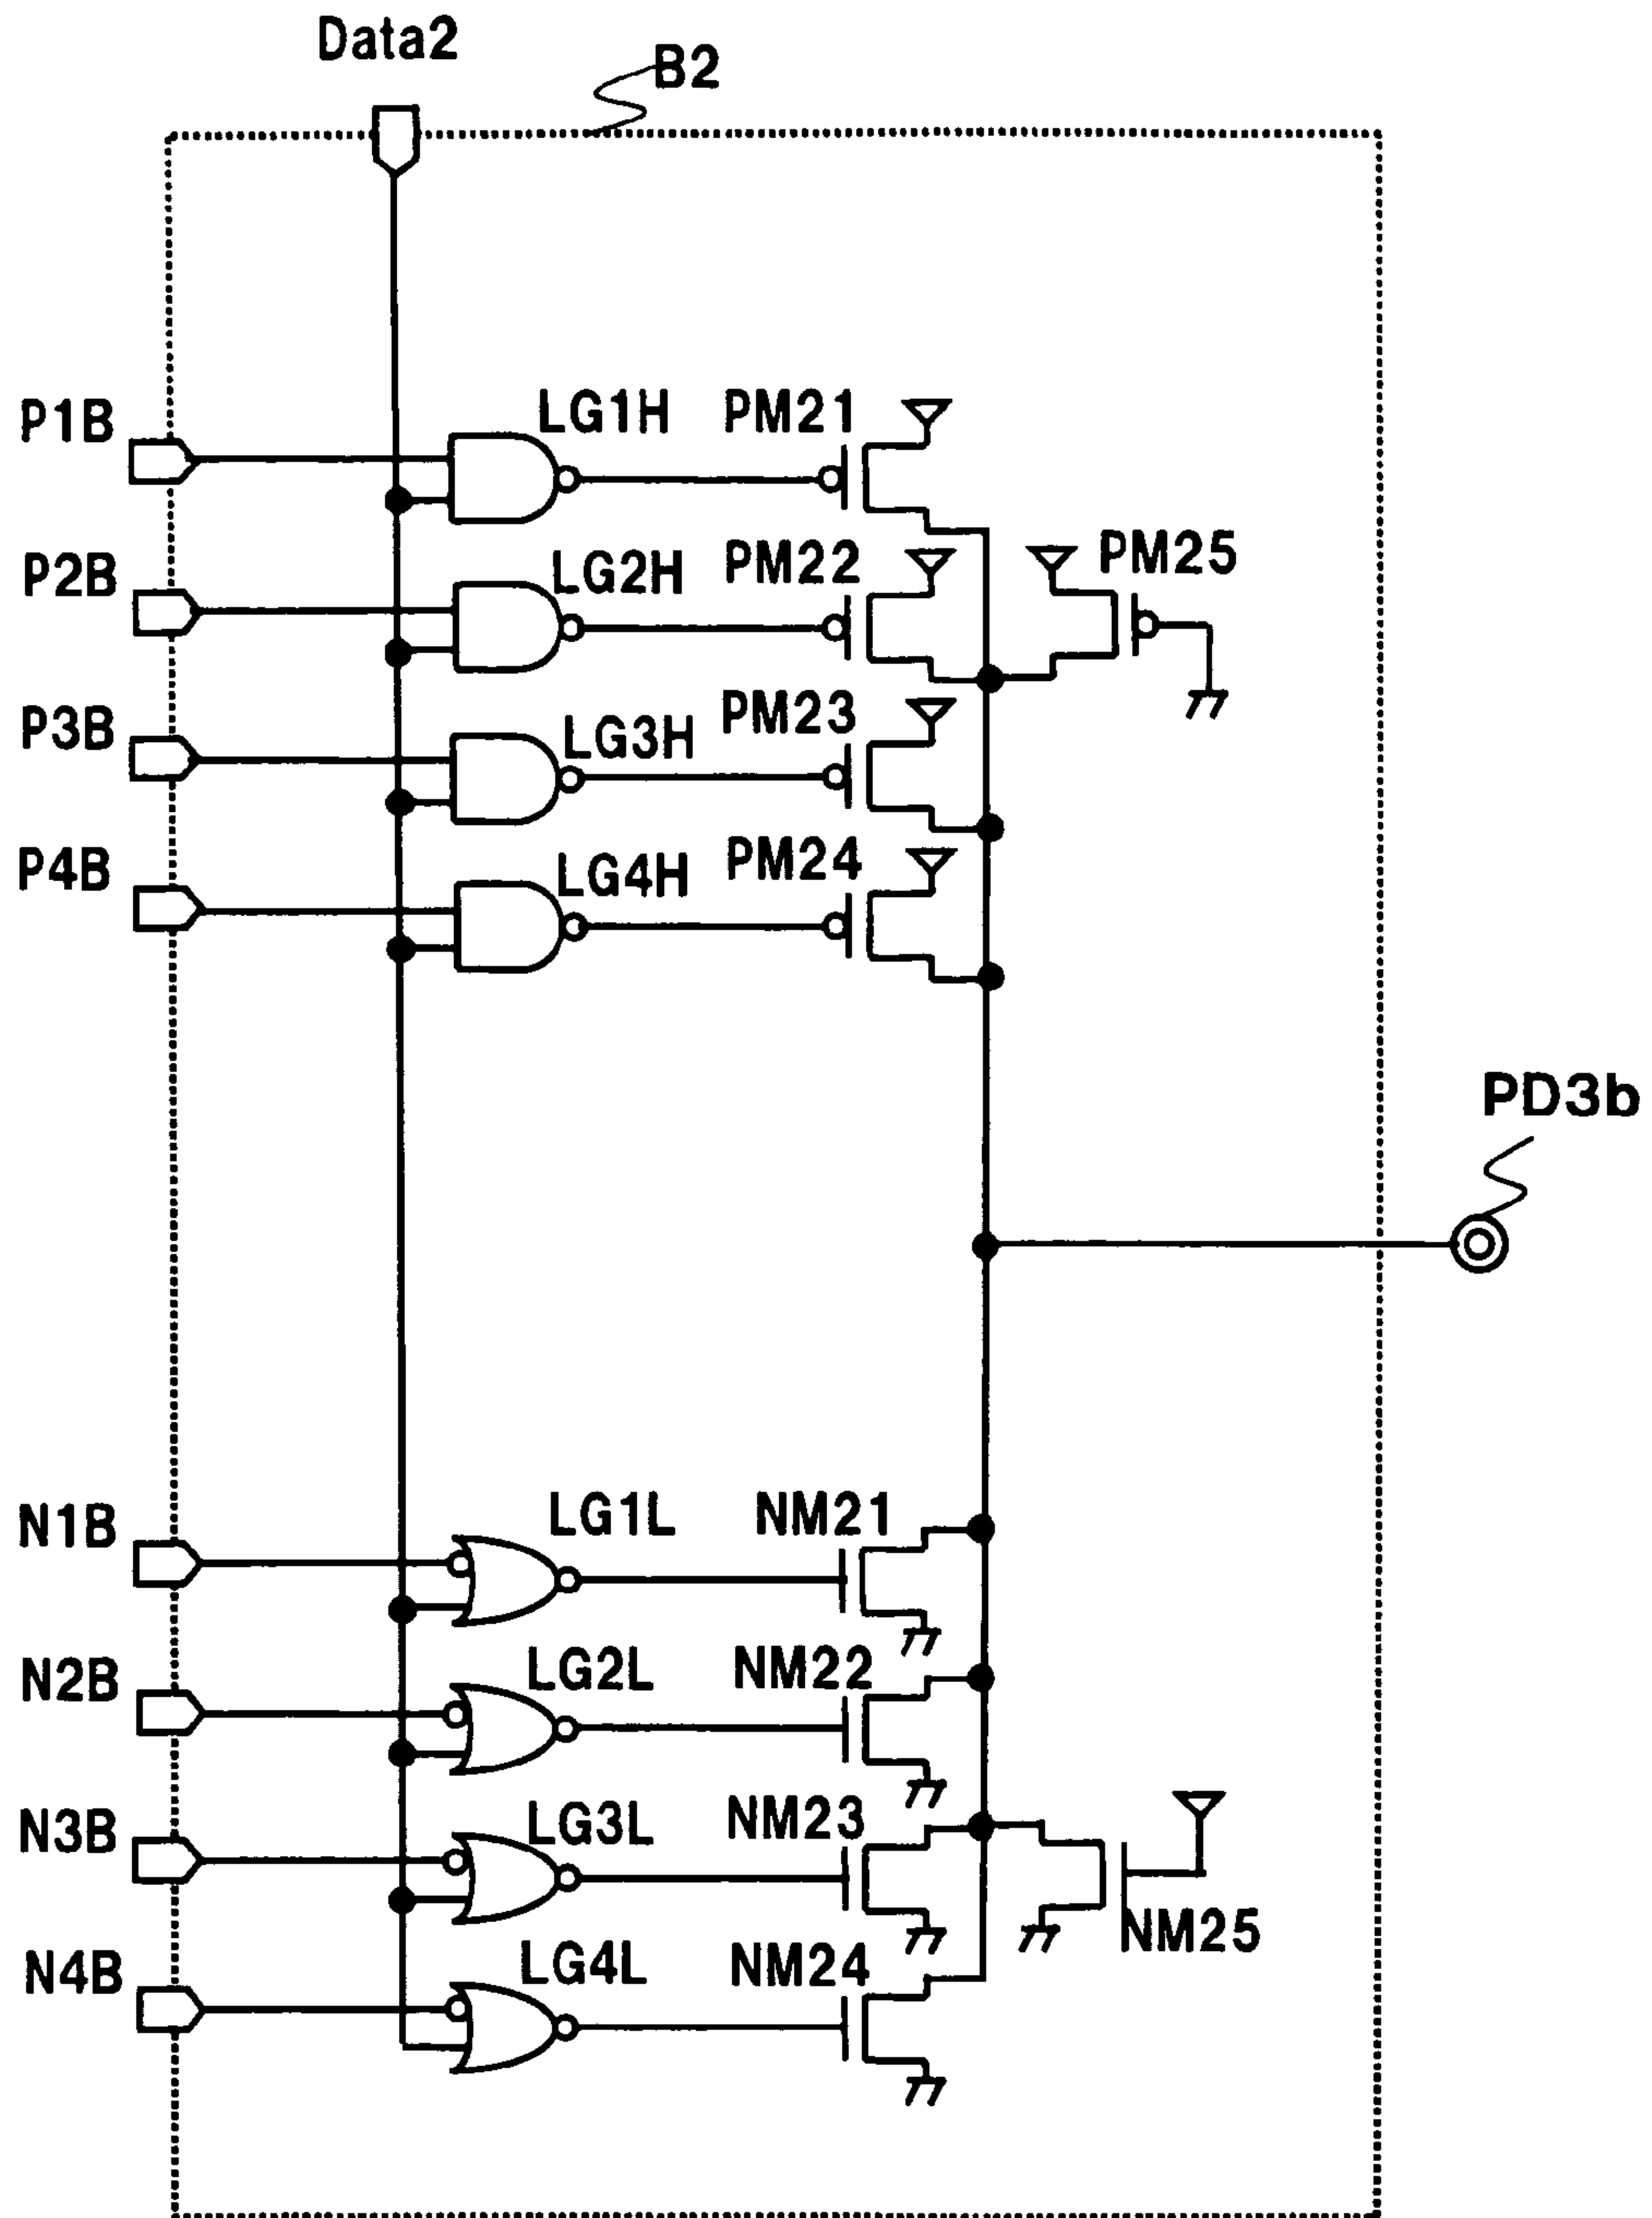 Data2
B2
P1B
LG1H
PM21
P2B
LG2H
PM22
PM25
P3B
LG3H
PM23
P4B
LG4H
PM24
PD3b
N1B
LG1L
NM21
N2B
LG2L
NM22
N3B
LG3L
NM23
NM25
N4B
LG4L
NM24